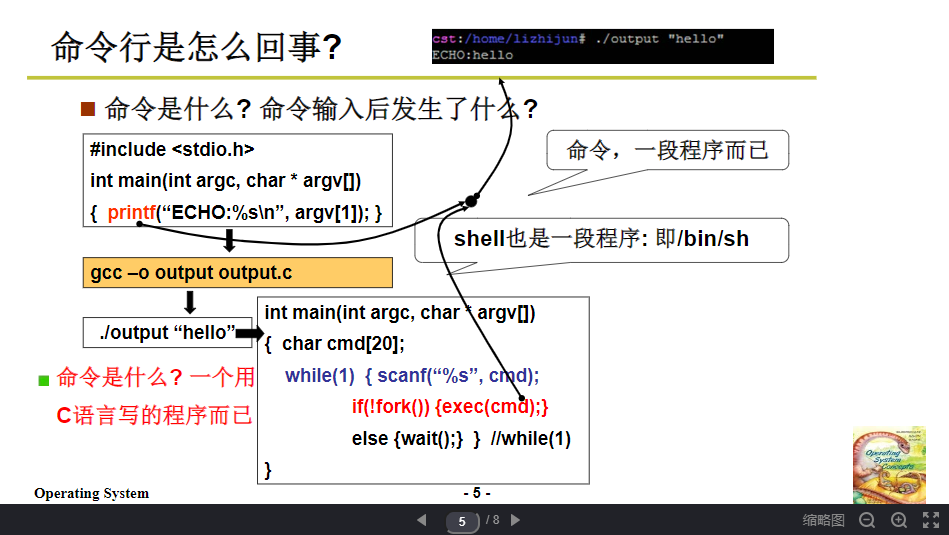 命令行是怎么回事?
cst:/home/lizhijun# ./output "hello"
ECHO:hello
命令是什么? 命令输入后发生了什么?
#include <stdio.h>
int main(int argc, char * argv[])
{ printf(“ECHO:%s\n”, argv[1]); }
命令，一段程序而已
shell也是一段程序: 即/bin/sh
gcc –o output output.c
./output “hello”
int main(int argc, char * argv[])
{ char cmd[20];
while(1) { scanf(“%s”, cmd);
if(!fork()) {exec(cmd);}
else {wait();} } //while(1)
}
命令是什么? 一个用
C语言写的程序而已
Operating
System
Concepts
Operating System
- 5 -
5 / 8
缩略图